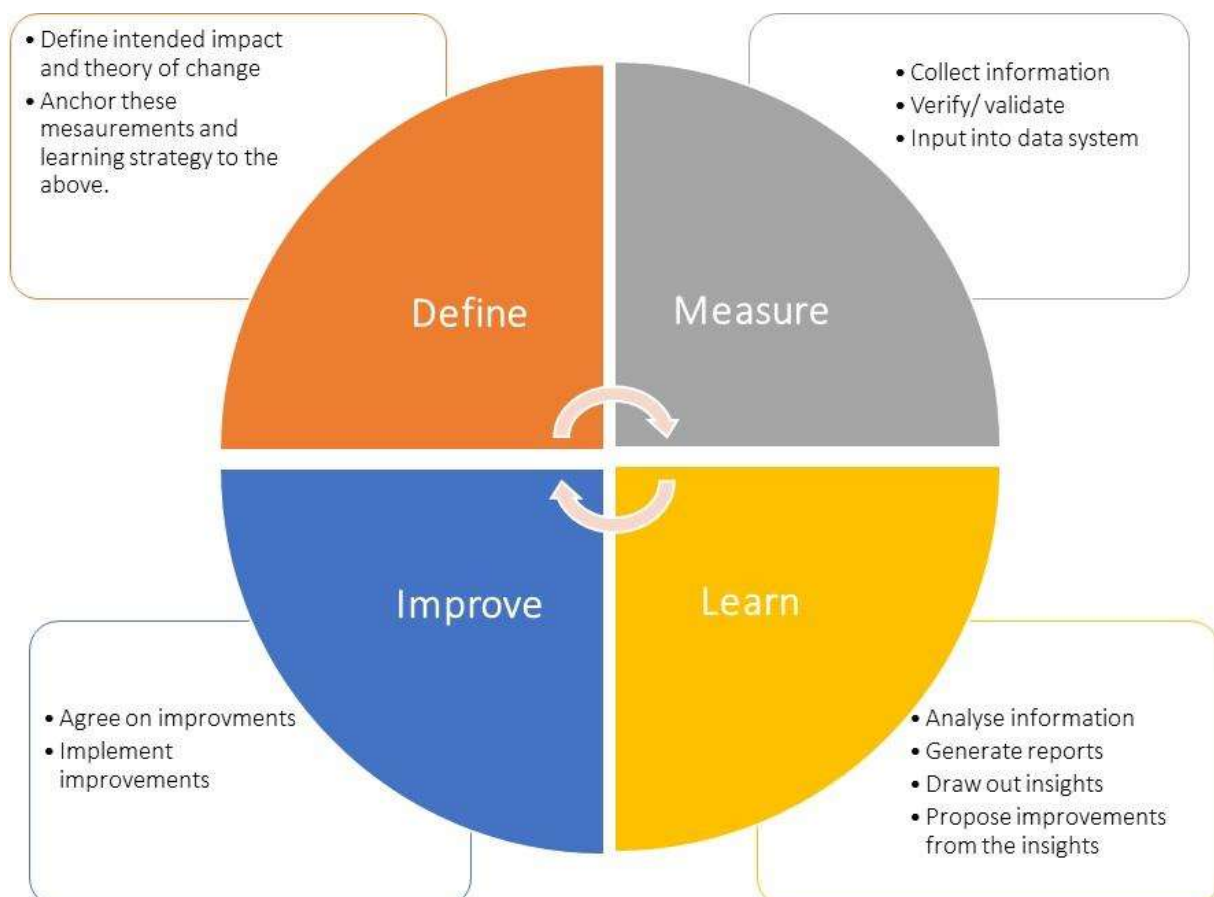 • Define intended impact
and theory of change
• Anchor these
mesaurements and
learning strategy to the
above.
• Collect information
• Verify/ validate
• Input into data system
Define
Measure
Improve
Learn
• Agree on improvments
• Implement
improvements
• Analyse information
• Generate reports
• Draw out insights
• Propose improvements
from the insights